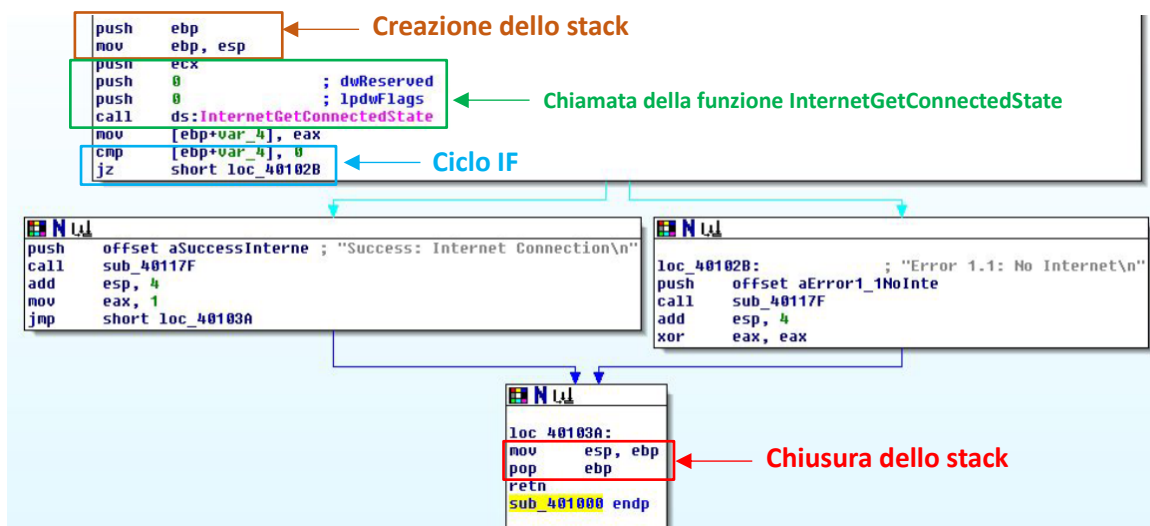 push ebp
mov ebp, esp
Creazione dello stack
push ecx
push 0 ; dwReserved
push 0 ; lpdwFlags
call ds:InternetGetConnectedState
Chiamata della funzione InternetGetConnectedState
mov [ebp+var_4], eax
cmp [ebp+var_4], 0
jz short loc_40102B
Ciclo IF
push offset aSuccessInterne ; "Success: Internet Connection\n"
call sub_40117F
add esp, 4
mov eax, 1
jmp short loc_40103A
loc_40102B: ; "Error 1.1: No Internet\n"
push offset aError1_1NoInte
call sub_40117F
add esp, 4
xor eax, eax
loc_40103A:
mov esp, ebp
pop ebp
Chiusura dello stack
retn
sub_401000 endp